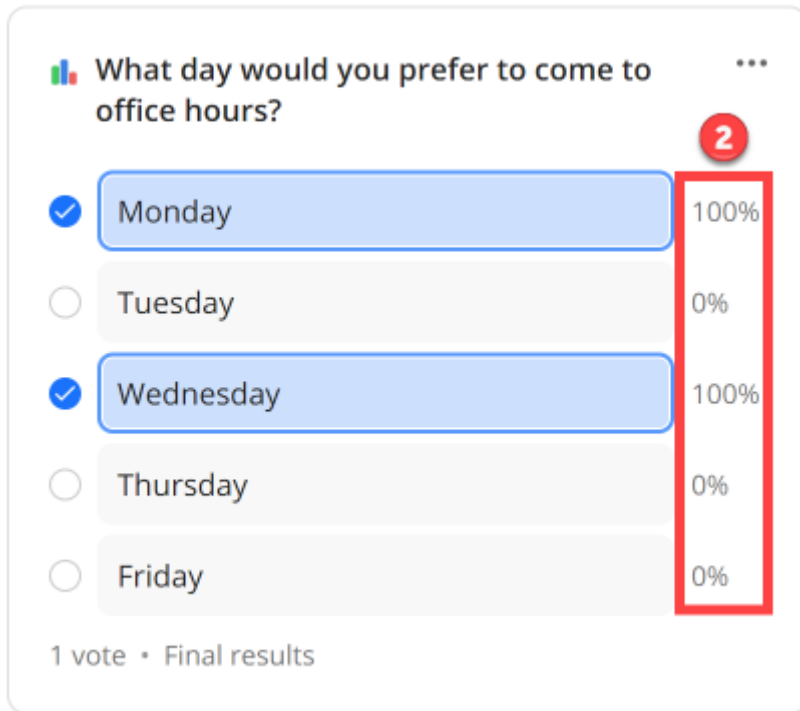 What day would you prefer to come to
office hours?
2
Monday 100%
Tuesday 0%
Wednesday 100%
Thursday 0%
Friday 0%
1 vote • Final results